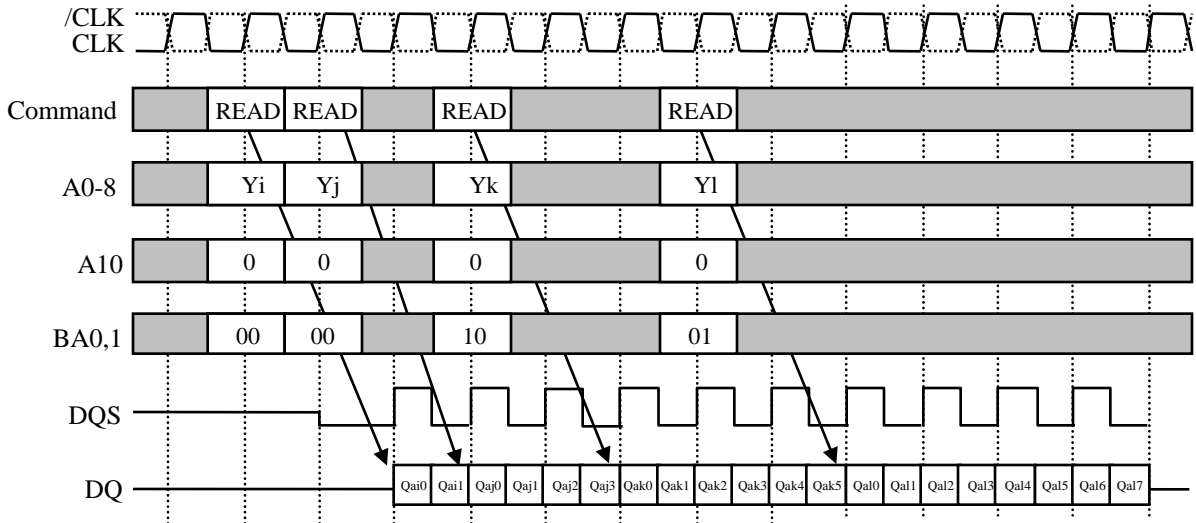 /CLK
CLK
Command READ READ READ READ
A0-8 Yi Yj Yk Yl
A10 0 0 0 0
BA0,1 00 00 10 01
DQS
DQ Qai0 Qai1 Qaj0 Qaj1 Qaj2 Qaj3 Qak0 Qak1 Qak2 Qak3 Qak4 Qak5 Qal0 Qal1 Qal2 Qal3 Qal4 Qal5 Qal6 Qal7